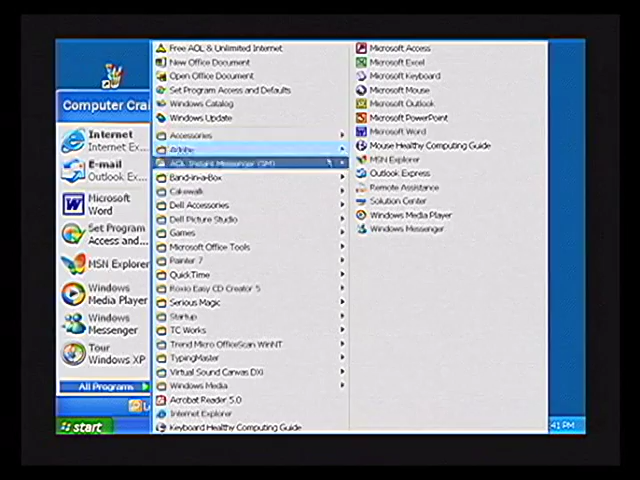 Computer Crai
Internet
Internet Ex...
E-mail
Outlook Ex...
Microsoft
Word
Set Program
Access and...
MSN Explorer
Windows
Media Player
Windows
Messenger
Tour
Windows XP
All Programs
start
Free AOL & Unlimited Internet
New Office Document
Open Office Document
Set Program Access and Defaults
Windows Catalog
Windows Update
Accessories
Adobe
AOL Instant Messenger (SM)
Band-in-a-Box
Cakewalk
Dell Accessories
Dell Picture Studio
Games
Microsoft Office Tools
Painter 7
QuickTime
Roxio Easy CD Creator 5
Serious Magic
Startup
TC Works
Trend Micro OfficeScan WinNT
TypingMaster
Virtual Sound Canvas DXi
Windows Media
Acrobat Reader 5.0
Internet Explorer
Keyboard Healthy Computing Guide
Microsoft Access
Microsoft Excel
Microsoft Keyboard
Microsoft Mouse
Microsoft Outlook
Microsoft PowerPoint
Microsoft Word
Mouse Healthy Computing Guide
MSN Explorer
Outlook Express
Remote Assistance
Solution Center
Windows Media Player
Windows Messenger
:41 PM